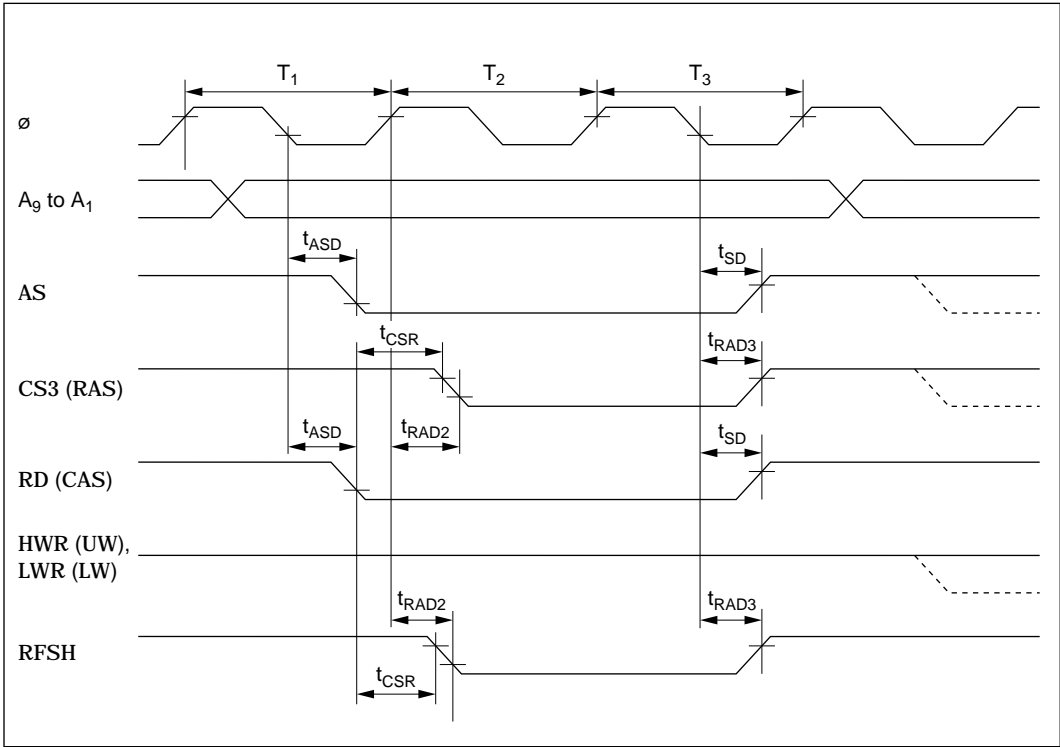 T1 T2 T3
ø
A9 to A1
tASD tSD
AS
tCSR tRAD3
CS3 (RAS)
tASD tRAD2 tSD
RD (CAS)
HWR (UW),
LWR (LW)
tRAD2 tRAD3
RFSH
tCSR